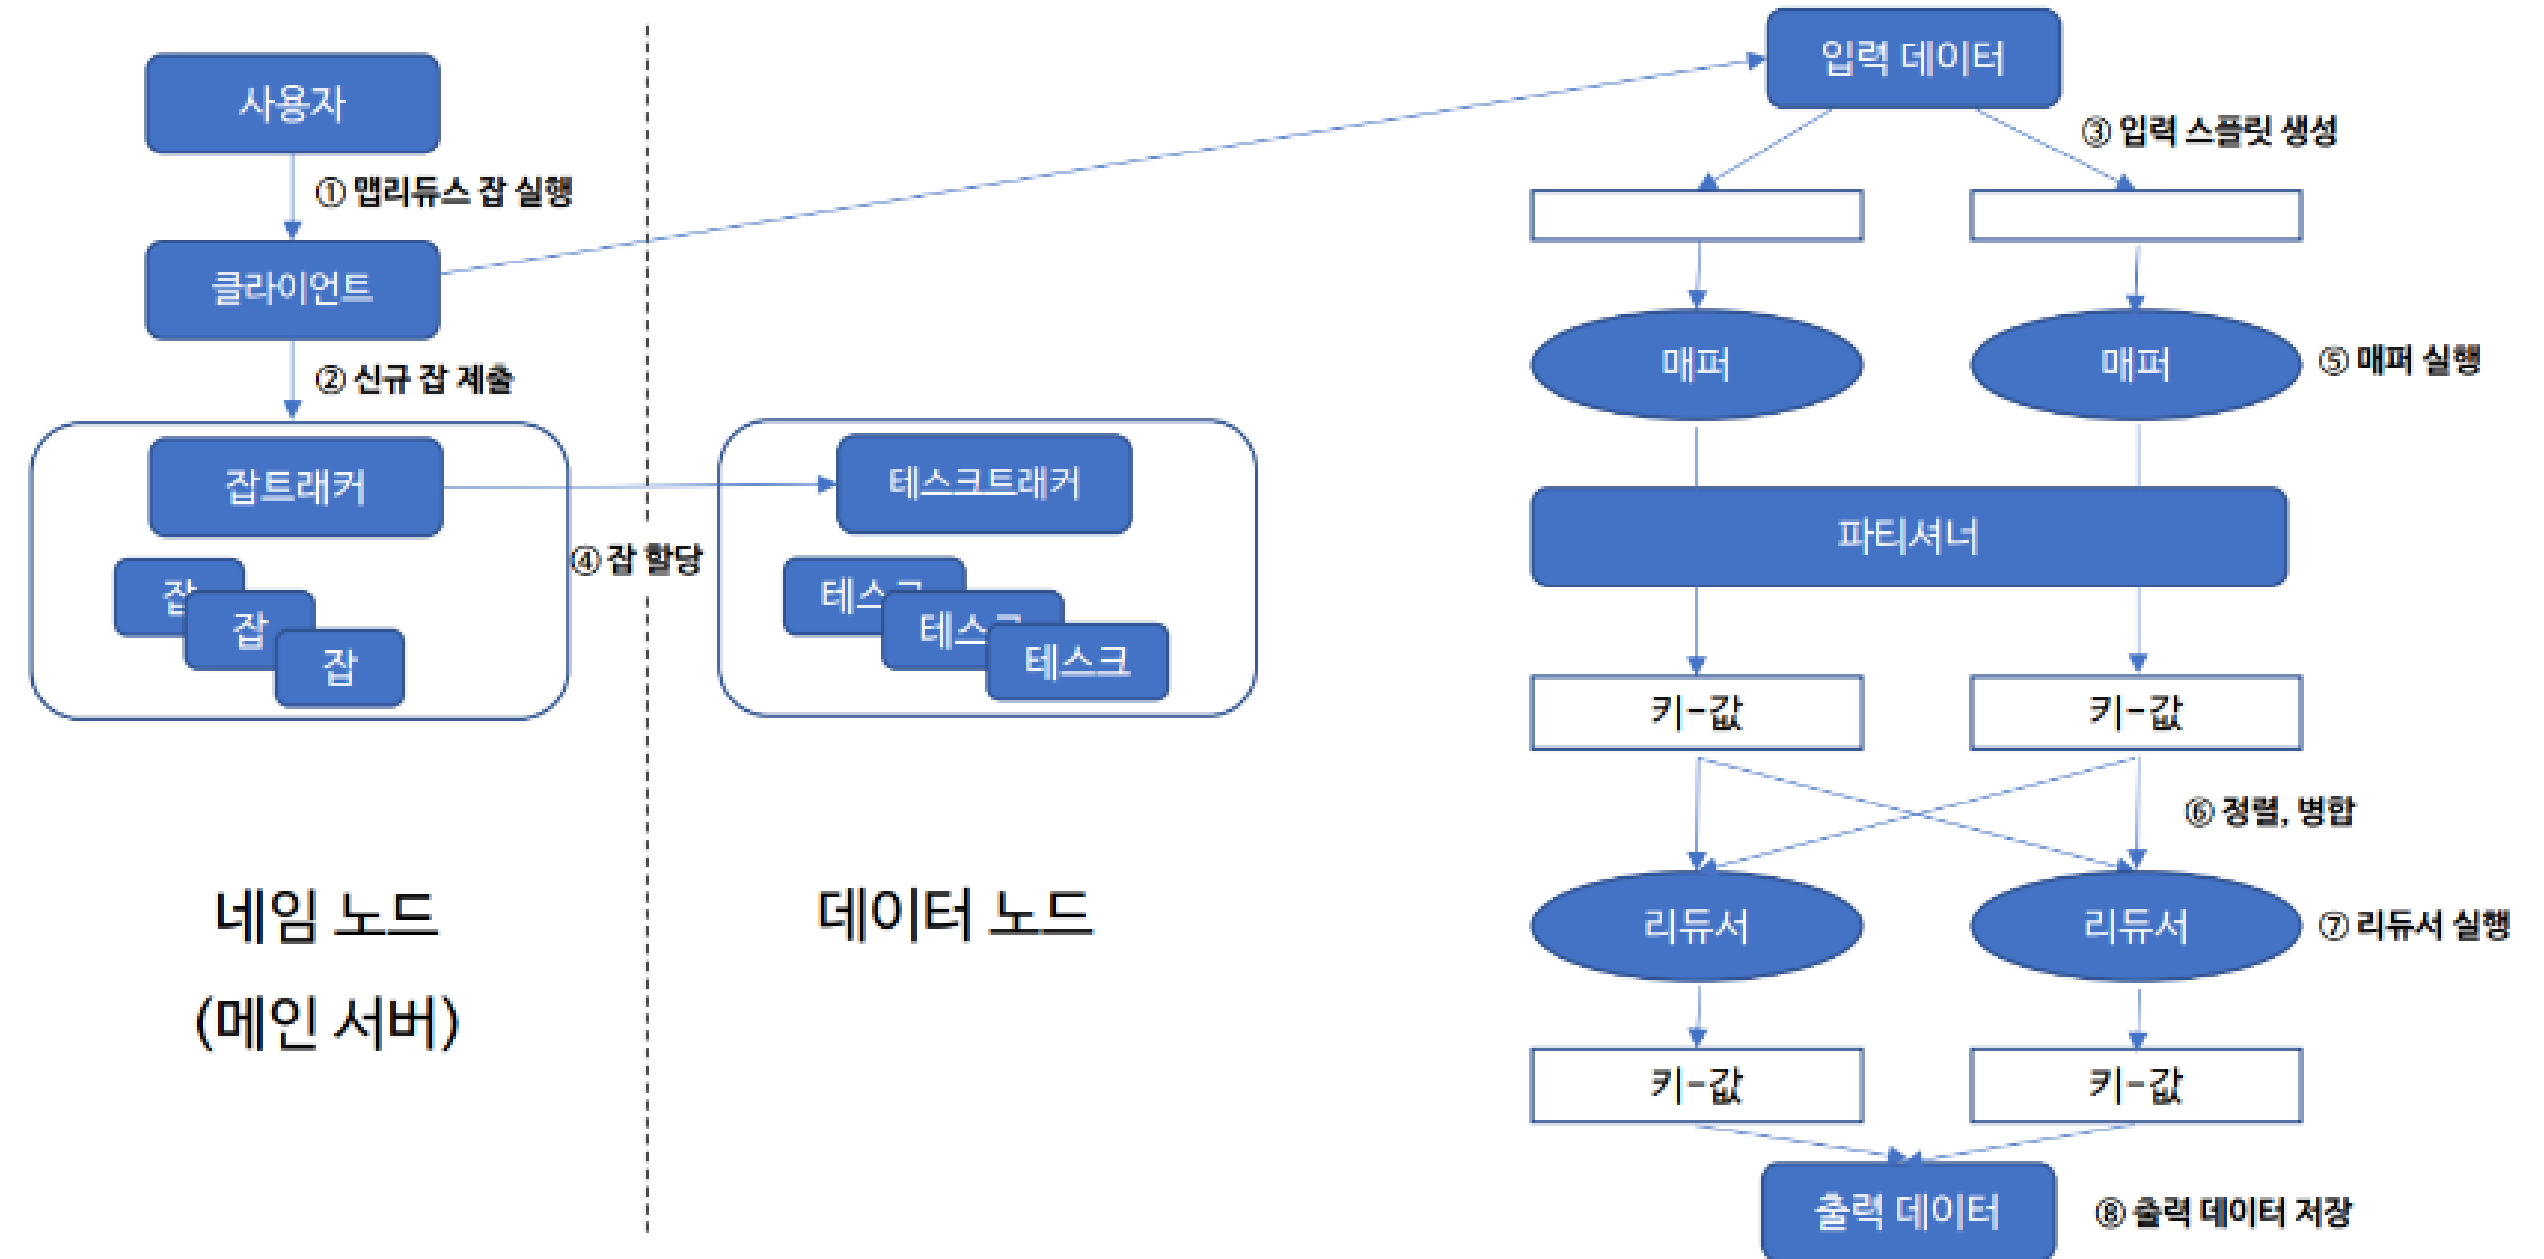 사용자
① 맵리듀스 잡 실행
클라이언트
② 신규 잡 제출
잡트래커
잡
잡
잡
④ 잡 할당
테스크트래커
테스크
네임 노드
(메인 서버)
데이터 노드
입력 데이터
③ 입력 스플릿 생성
매퍼
매퍼
⑤ 매퍼 실행
파티셔너
키-값
키-값
⑥ 정렬, 병합
리듀서
리듀서
⑦ 리듀서 실행
키-값
키-값
출력 데이터
⑧ 출력 데이터 저장